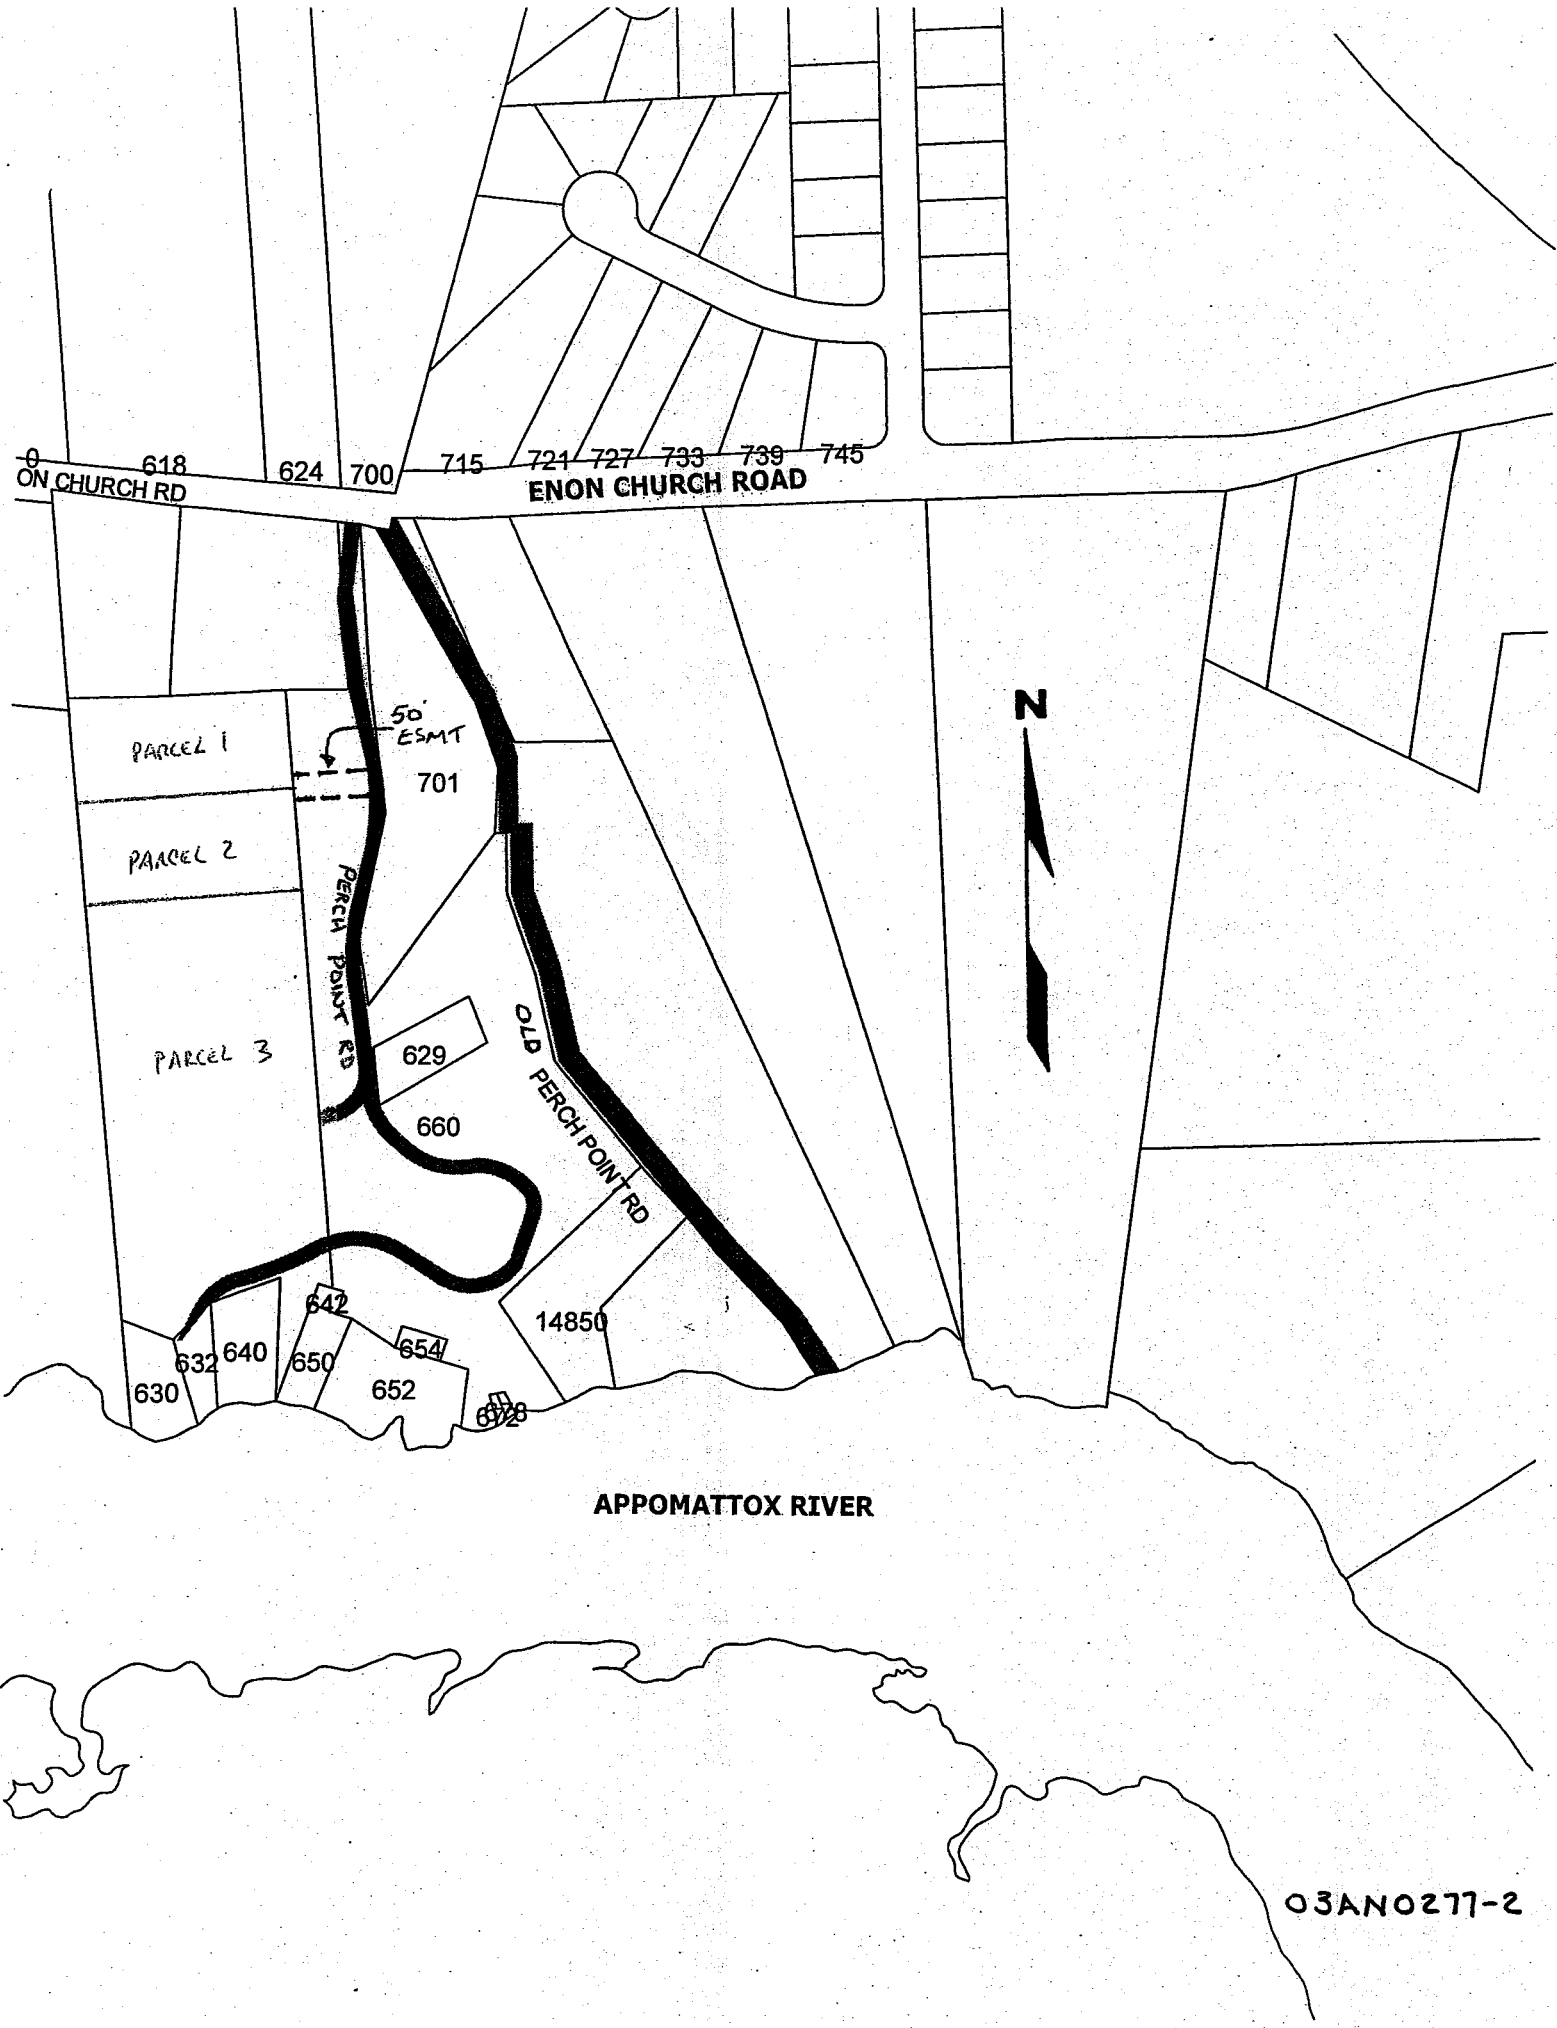 0
618
624
700
715
721
727
733
739
745
ON CHURCH RD
ENON CHURCH ROAD
N
50'
ESMT
PARCEL 1
701
PARCEL 2
PERCH POINT RD
PARCEL 3
629
OLD PERCH POINT RD
660
642
14850
632
640
650
654
630
652
672
678
APPOMATTOX RIVER
03AN0277-2